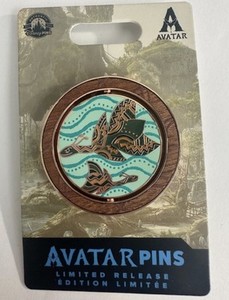 AVATAR
AVATAR PINS
LIMITED RELEASE
ÉDITION LIMITÉE